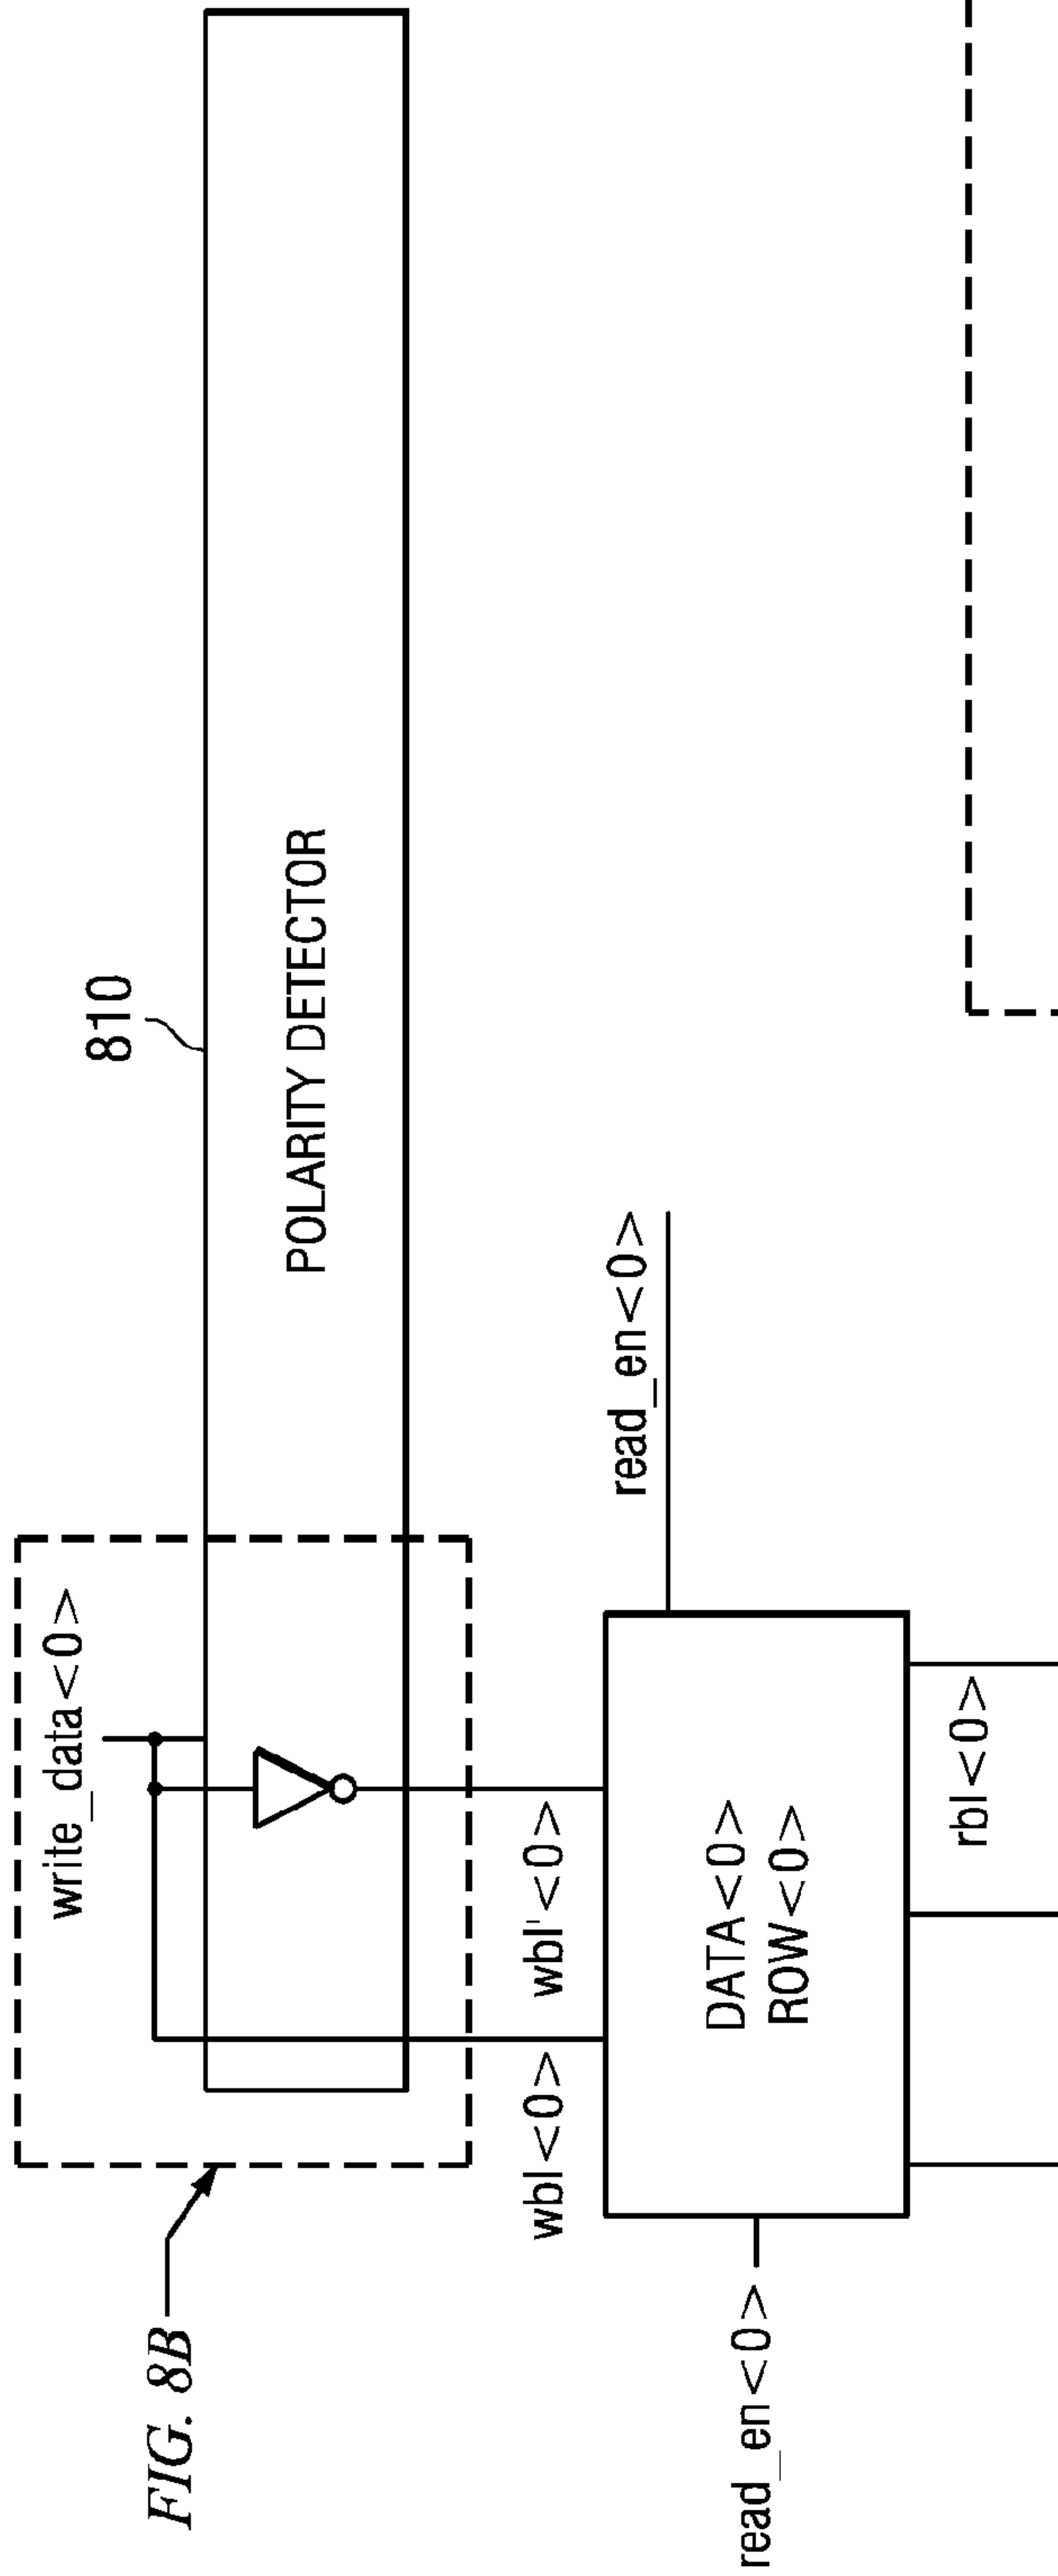 write_data<0>
810
FIG. 8B
POLARITY DETECTOR
wbl<0>
wbl'<0>
read_en<0>
DATA<0>
ROW<0>
read_en<0>
rbl<0>